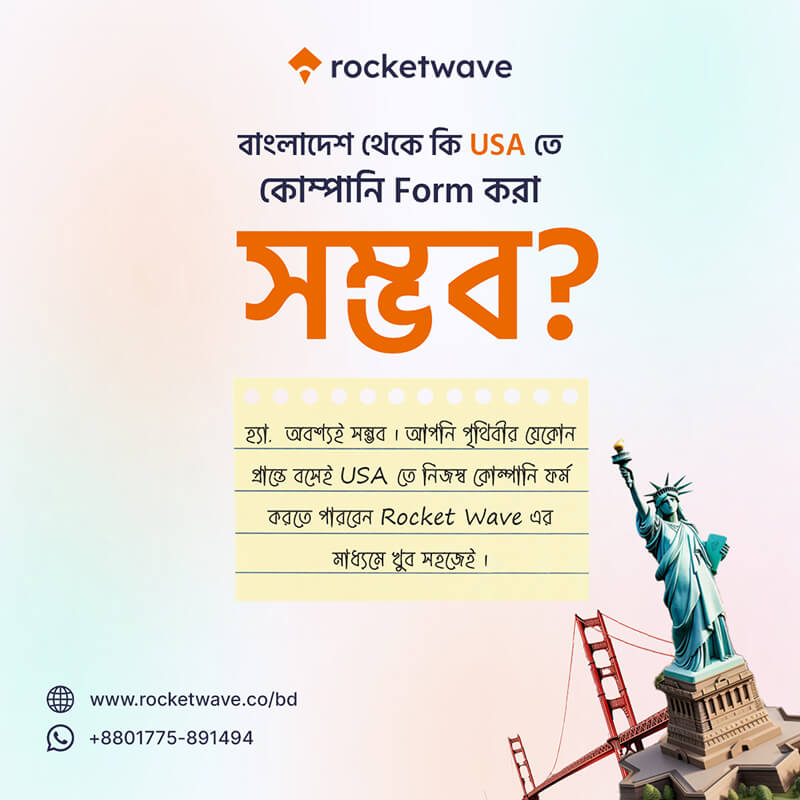 rocketwave
বাংলাদেশ থেকে কি USA তে
কোম্পানি Form করা
সম্ভব?
হ্যা. অবশ্যই সম্ভব। আপনি পৃথিবীর যেকোন
প্রান্তে বসেই USA তে নিজস্ব কোম্পানি ফর্ম
করতে পারবেন Rocket Wave এর
মাধ্যমে খুব সহজেই।
www.rocketwave.co/bd
+8801775-891494